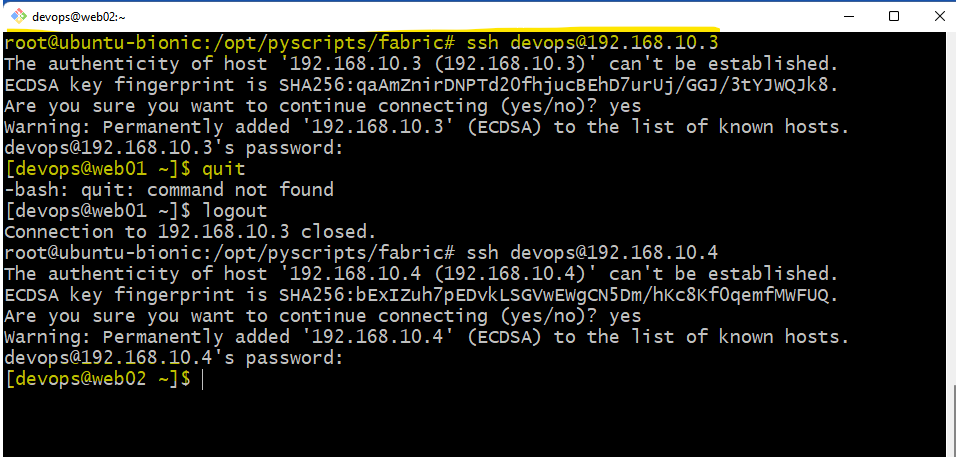 devops@web02:~
root@ubuntu-bionic:/opt/pyscripts/fabric# ssh devops@192.168.10.3
The authenticity of host '192.168.10.3 (192.168.10.3)' can't be established.
ECDSA key fingerprint is SHA256:qaAmZnirDNPTd20fhjucBEhD7urUj/GGJ/3tYJWQJk8.
Are you sure you want to continue connecting (yes/no)? yes
Warning: Permanently added '192.168.10.3' (ECDSA) to the list of known hosts.
devops@192.168.10.3's password:
[devops@web01 ~]$ quit
-bash: quit: command not found
[devops@web01 ~]$ logout
Connection to 192.168.10.3 closed.
root@ubuntu-bionic:/opt/pyscripts/fabric# ssh devops@192.168.10.4
The authenticity of host '192.168.10.4 (192.168.10.4)' can't be established.
ECDSA key fingerprint is SHA256:bExIZuh7pEDvkLSGVwEWgCN5Dm/hKc8Kf0qemfMWFUQ.
Are you sure you want to continue connecting (yes/no)? yes
Warning: Permanently added '192.168.10.4' (ECDSA) to the list of known hosts.
devops@192.168.10.4's password:
[devops@web02 ~]$